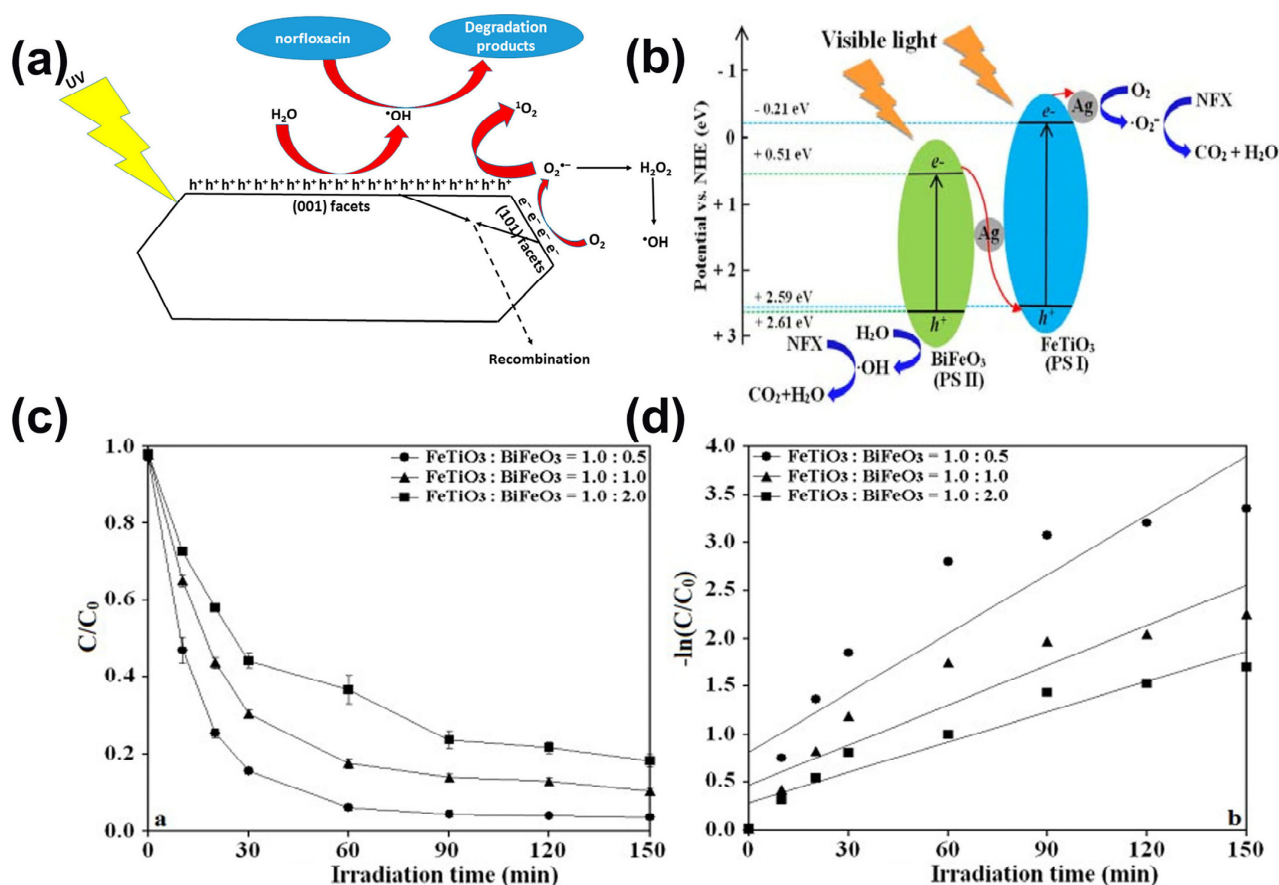 (a)
norfloxacin
Degradation
products
UV
H₂O
•OH
¹O₂
O₂•−
H₂O₂
h⁺h⁺h⁺h⁺h⁺h⁺h⁺h⁺h⁺h⁺h⁺h⁺h⁺h⁺h⁺h⁺h⁺h⁺h⁺h⁺
(001) facets
(101) facets
e⁻ e⁻ e⁻ e⁻ e⁻
O₂
•OH
Recombination
(b)
Visible light
Potential vs. NHE (eV)
-1
- 0.21 eV
0
+ 0.51 eV
+ 1
+ 2
+ 2.59 eV
+ 2.61 eV
+3
e-
e-
Ag
Ag
O₂
·O₂⁻
NFX
CO₂ + H₂O
h⁺
h⁺
H₂O
NFX
·OH
CO₂+H₂O
BiFeO₃
(PS II)
FeTiO₃
(PS I)
(c)
FeTiO₃ : BiFeO₃ = 1.0 : 0.5
FeTiO₃ : BiFeO₃ = 1.0 : 1.0
FeTiO₃ : BiFeO₃ = 1.0 : 2.0
C/C₀
1.0
0.8
0.6
0.4
0.2
0.0
a
0 30 60 90 120 150
Irradiation time (min)
(d)
FeTiO₃ : BiFeO₃ = 1.0 : 0.5
FeTiO₃ : BiFeO₃ = 1.0 : 1.0
FeTiO₃ : BiFeO₃ = 1.0 : 2.0
-ln(C/C₀)
4.0
3.5
3.0
2.5
2.0
1.5
1.0
0.5
0.0
b
0 30 60 90 120 150
Irradiation time (min)